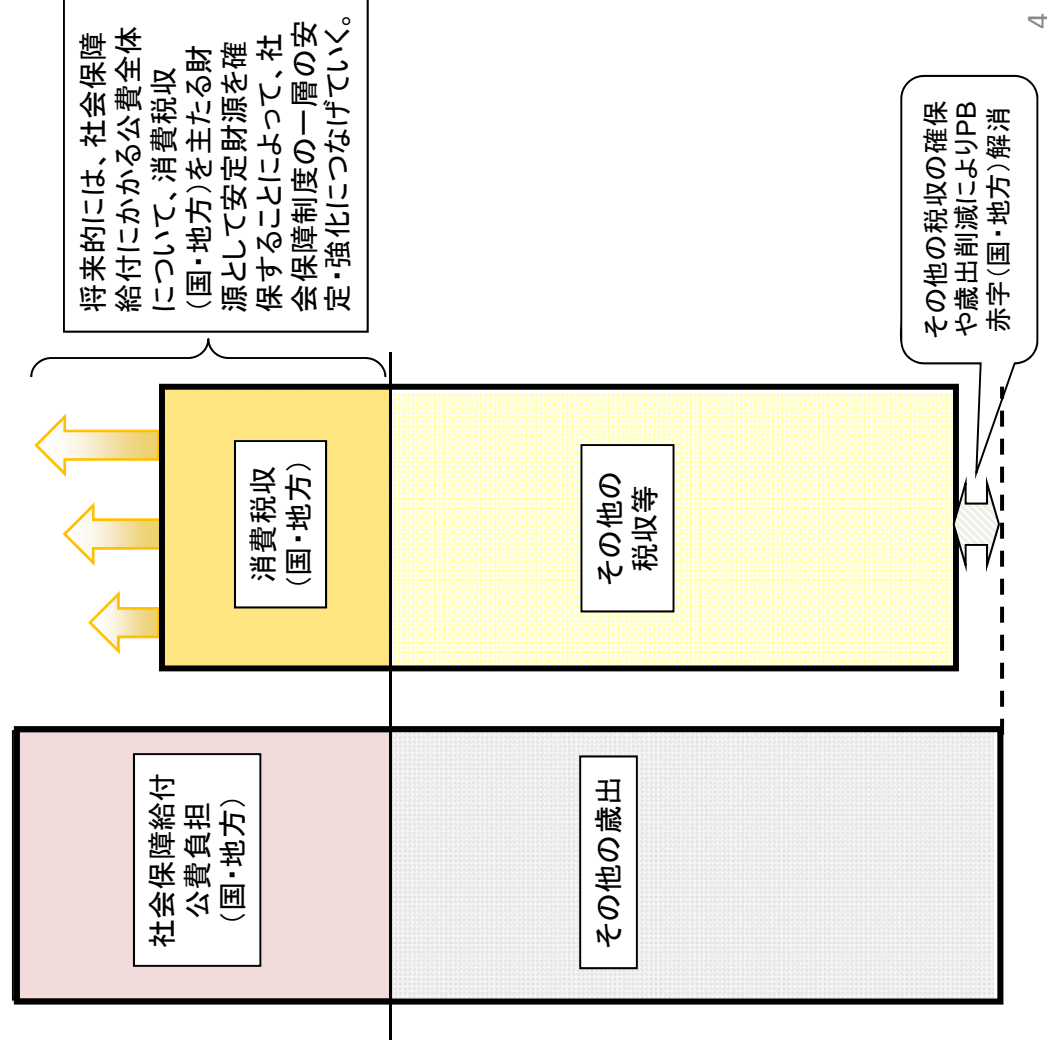 将来的には、社会保障
給付にかかる公費全体
について、消費税収
（国・地方）を主たる財
源として安定財源を確
保することによって、社
会保障制度の一層の安
定・強化につなげていく。
社会保障給付
公費負担
（国・地方）
消費税収
（国・地方）
その他の歳出
その他の
税収等
その他の税収の確保
や歳出削減によりPB
赤字（国・地方）解消
4